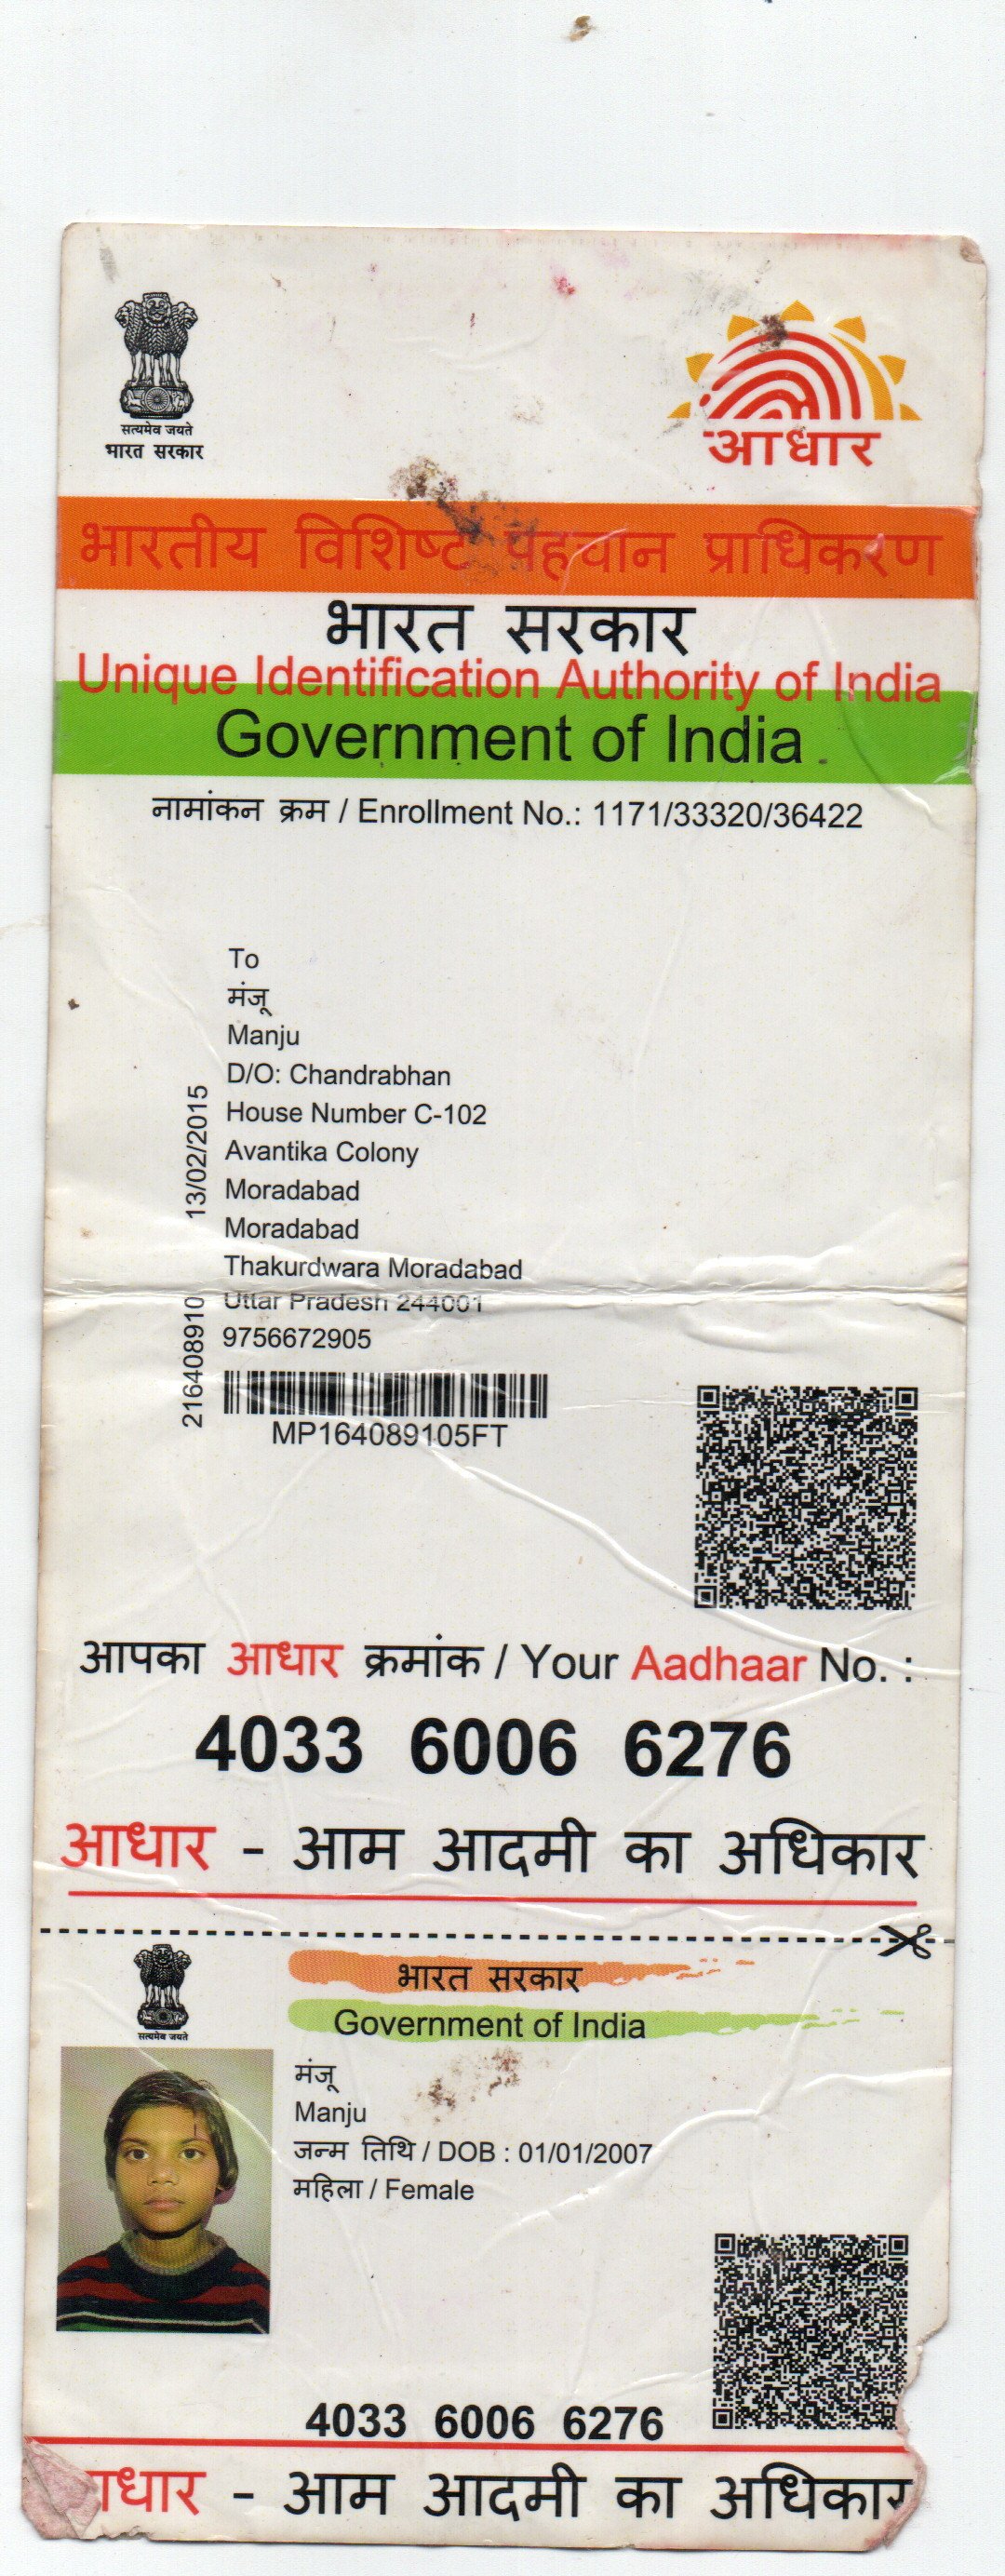 सत्यमेव जयते
भारत सरकार
आधार
भारतीय विशिष्ट पहचान प्राधिकरण
भारत सरकार
Unique Identification Authority of India
Government of India
नामांकन क्रम / Enrollment No.: 1171/33320/36422
To
मंजू
Manju
D/O: Chandrabhan
House Number C-102
Avantika Colony
Moradabad
Moradabad
Thakurdwara Moradabad
Uttar Pradesh 244001
9756672905
216408910 13/02/2015
MP164089105FT
आपका आधार क्रमांक / Your Aadhaar No. :
4033 6006 6276
आधार - आम आदमी का अधिकार
सत्यमेव जयते
भारत सरकार
Government of India
मंजू
Manju
जन्म तिथि / DOB : 01/01/2007
महिला / Female
4033 6006 6276
ाधार - आम आदमी का अधिकार